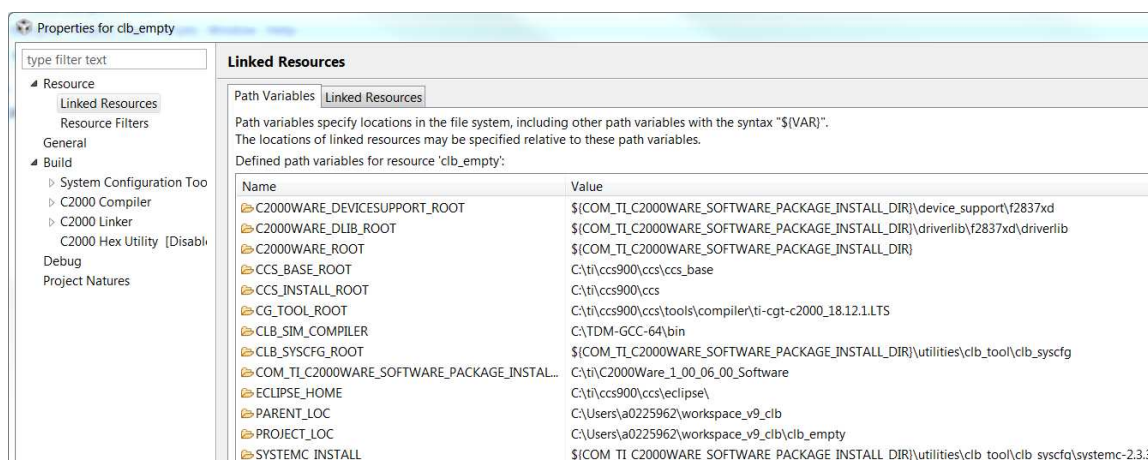 Properties for clb_empty
type filter text
Resource
Linked Resources
Resource Filters
General
Build
System Configuration Too
C2000 Compiler
C2000 Linker
C2000 Hex Utility [Disabl
Debug
Project Natures
Linked Resources
Path Variables Linked Resources
Path variables specify locations in the file system, including other path variables with the syntax "${VAR}".
The locations of linked resources may be specified relative to these path variables.
Defined path variables for resource 'clb_empty':
Name Value
C2000WARE_DEVICESUPPORT_ROOT ${COM_TI_C2000WARE_SOFTWARE_PACKAGE_INSTALL_DIR}\device_support\f2837xd
C2000WARE_DLIB_ROOT ${COM_TI_C2000WARE_SOFTWARE_PACKAGE_INSTALL_DIR}\driverlib\f2837xd\driverlib
C2000WARE_ROOT ${COM_TI_C2000WARE_SOFTWARE_PACKAGE_INSTALL_DIR}
CCS_BASE_ROOT C:\ti\ccs900\ccs\ccs_base
CCS_INSTALL_ROOT C:\ti\ccs900\ccs
CG_TOOL_ROOT C:\ti\ccs900\ccs\tools\compiler\ti-cgt-c2000_18.12.1.LTS
CLB_SIM_COMPILER C:\TDM-GCC-64\bin
CLB_SYSCFG_ROOT ${COM_TI_C2000WARE_SOFTWARE_PACKAGE_INSTALL_DIR}\utilities\clb_tool\clb_syscfg
COM_TI_C2000WARE_SOFTWARE_PACKAGE_INSTAL... C:\ti\C2000Ware_1_00_06_00_Software
ECLIPSE_HOME C:\ti\ccs900\ccs\eclipse\
PARENT_LOC C:\Users\a0225962\workspace_v9_clb
PROJECT_LOC C:\Users\a0225962\workspace_v9_clb\clb_empty
SYSTEMC_INSTALL ${COM_TI_C2000WARE_SOFTWARE_PACKAGE_INSTALL_DIR}\utilities\clb_tool\clb_syscfg\systemc-2.3.